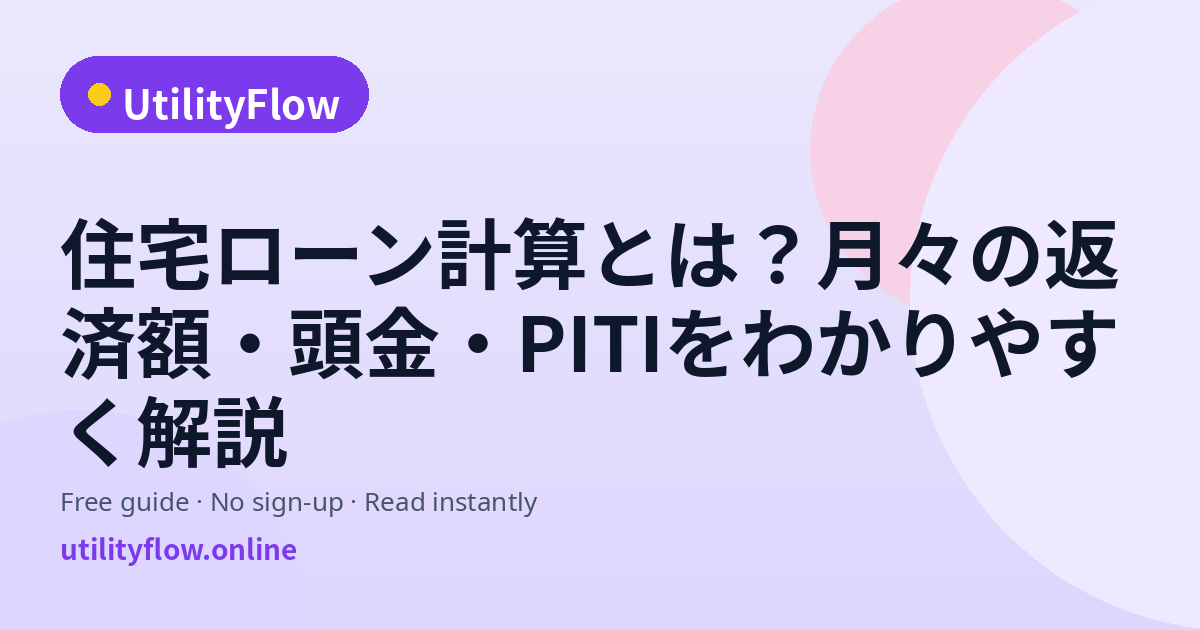 UtilityFlow
住宅ローン計算とは？月々の返
済額・頭金・PITIをわかりやす
く解説
Free guide · No sign-up · Read instantly
utilityflow.online